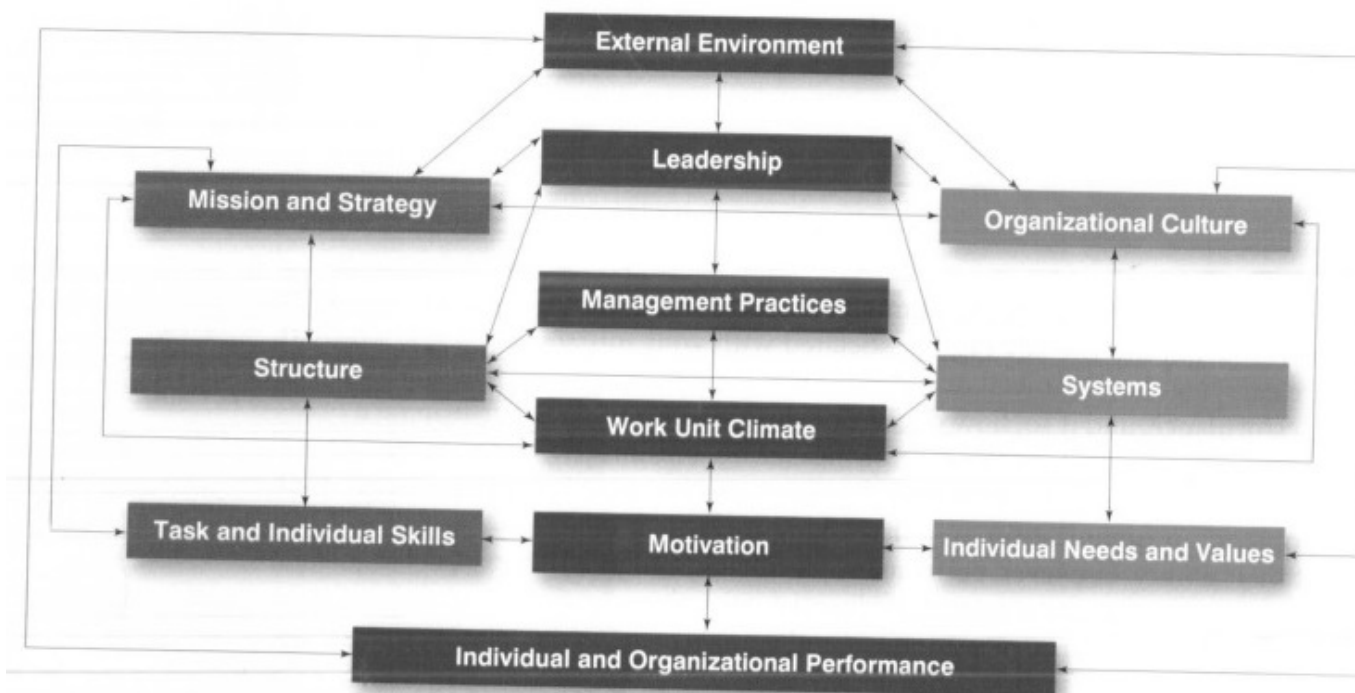 External Environment
Leadership
Mission and Strategy
Organizational Culture
Management Practices
Structure
Systems
Work Unit Climate
Task and Individual Skills
Motivation
Individual Needs and Values
Individual and Organizational Performance